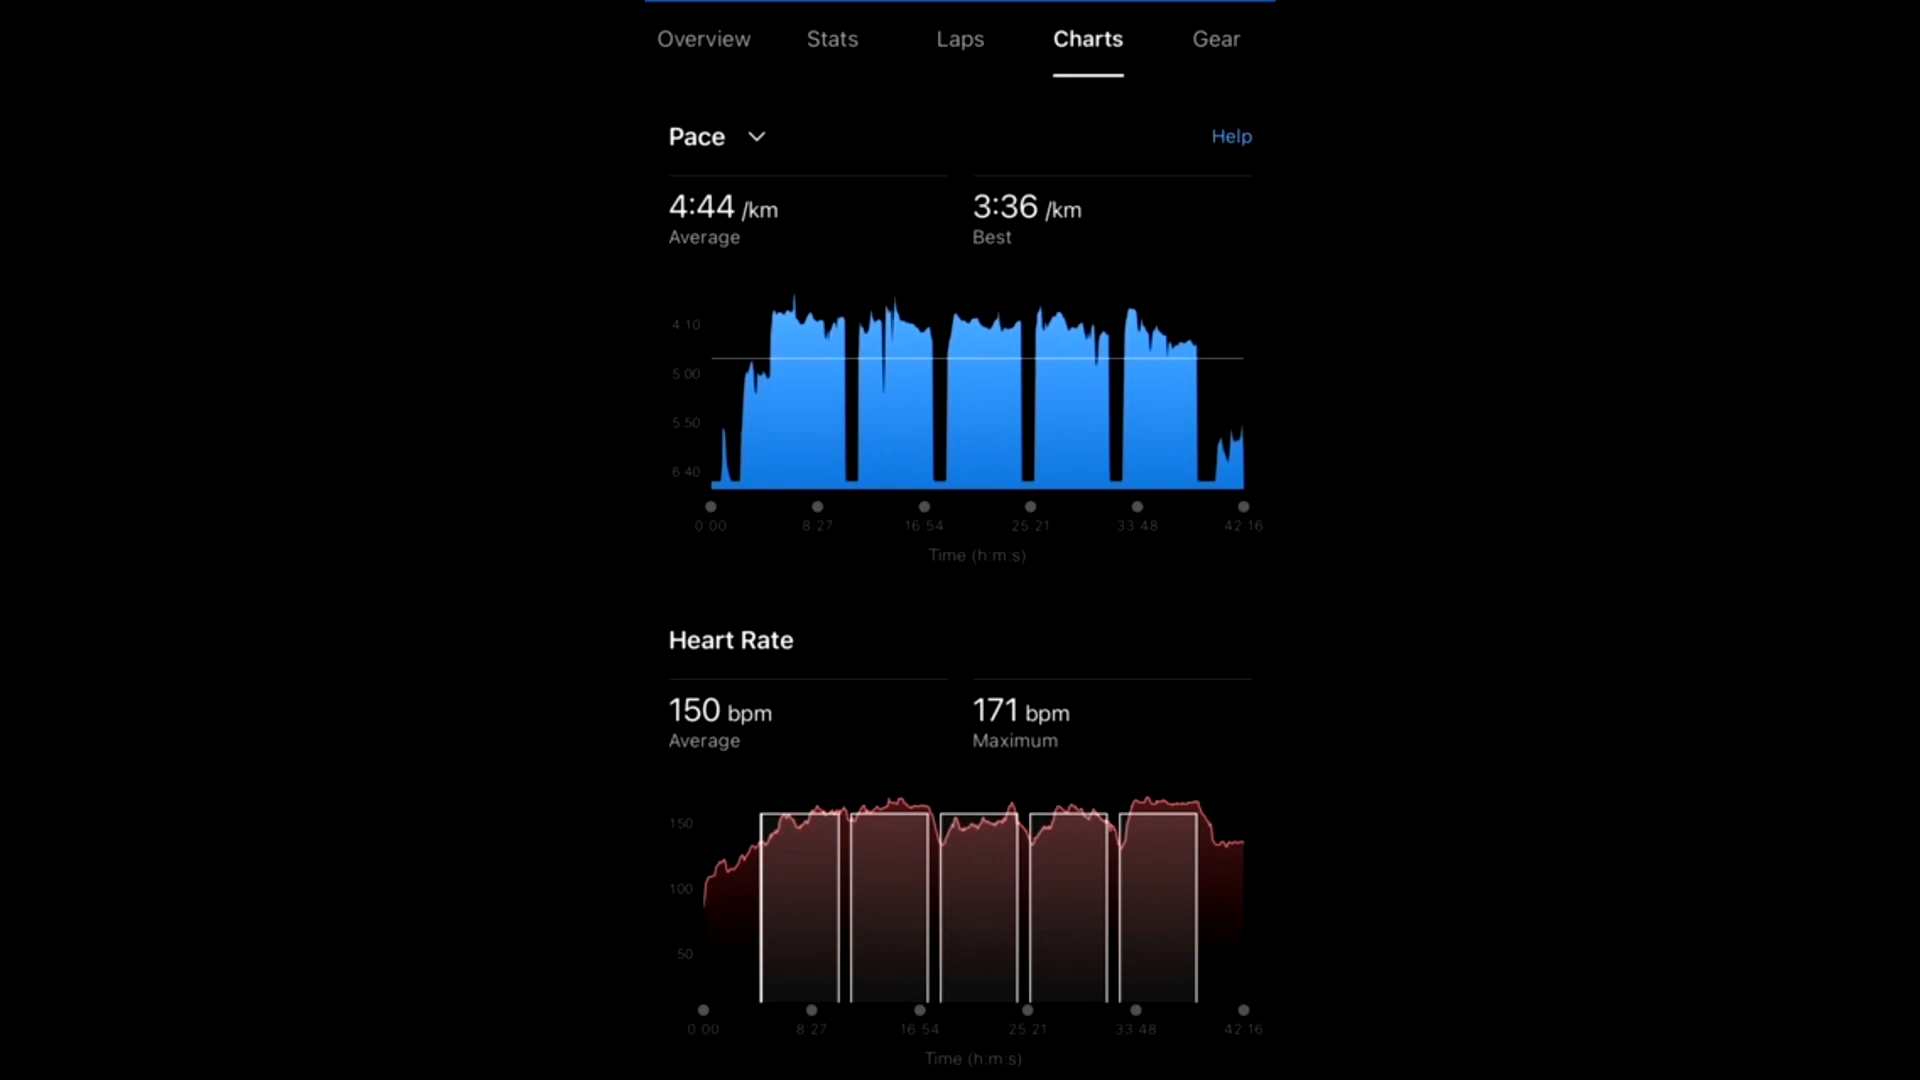 Overview Stats Laps Charts Gear
Pace Help
4:44 /km 3:36 /km
Average Best
4:10
5:00
5:50
6:40
0:00 8:27 16:54 25:21 33:48 42:16
Time (h:m:s)
Heart Rate
150 bpm 171 bpm
Average Maximum
150
100
50
0:00 8:27 16:54 25:21 33:48 42:16
Time (h:m:s)